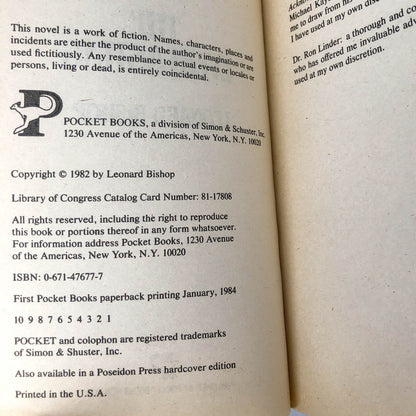 This novel is a work of fiction. Names, characters, places and
incidents are either the product of the author's imagination or are
used fictitiously. Any resemblance to actual events or locales or
persons, living or dead, is entirely coincidental.
P
POCKET BOOKS, a division of Simon & Schuster, Inc.
1230 Avenue of the Americas, New York, N.Y. 10020
Copyright © 1982 by Leonard Bishop
Library of Congress Catalog Card Number: 81-17808
All rights reserved, including the right to reproduce
this book or portions thereof in any form whatsoever.
For information address Pocket Books, 1230 Avenue
of the Americas, New York, N.Y. 10020
ISBN: 0-671-47677-7
First Pocket Books paperback printing January, 1984
10 9 8 7 6 5 4 3 2 1
POCKET and colophon are registered trademarks
of Simon & Shuster, Inc.
Also available in a Poseidon Press hardcover edition
Printed in the U.S.A.
Michael Kay
to draw from his
I have used at my own dis
Dr. Ron Linder: a thorough and co
who has offered me invaluable adv
used at my own discretion.